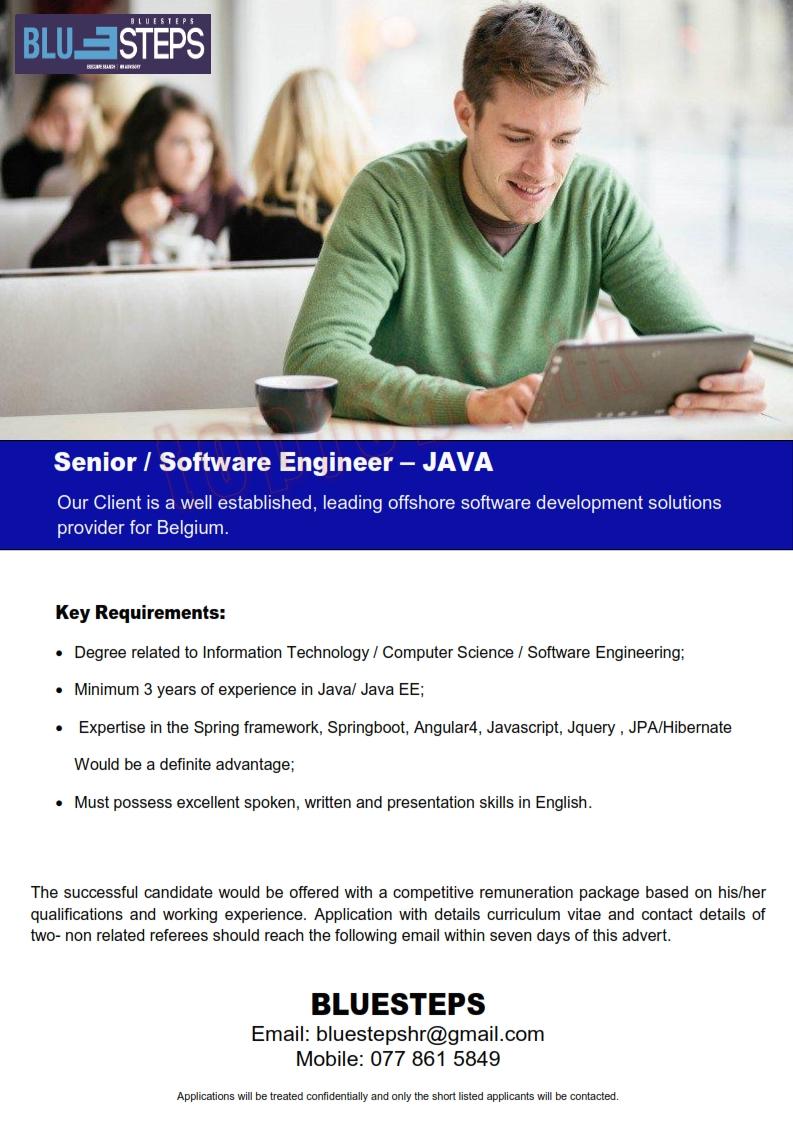 BLUESTEPS
BLUESTEPS
EXECUTIVE SEARCH | HR ADVISORY
topjobs.lk
Senior / Software Engineer – JAVA
Our Client is a well established, leading offshore software development solutions
provider for Belgium.
Key Requirements:
• Degree related to Information Technology / Computer Science / Software Engineering;
• Minimum 3 years of experience in Java/ Java EE;
• Expertise in the Spring framework, Springboot, Angular4, Javascript, Jquery , JPA/Hibernate
Would be a definite advantage;
• Must possess excellent spoken, written and presentation skills in English.
The successful candidate would be offered with a competitive remuneration package based on his/her
qualifications and working experience. Application with details curriculum vitae and contact details of
two- non related referees should reach the following email within seven days of this advert.
BLUESTEPS
Email: bluestepshr@gmail.com
Mobile: 077 861 5849
Applications will be treated confidentially and only the short listed applicants will be contacted.